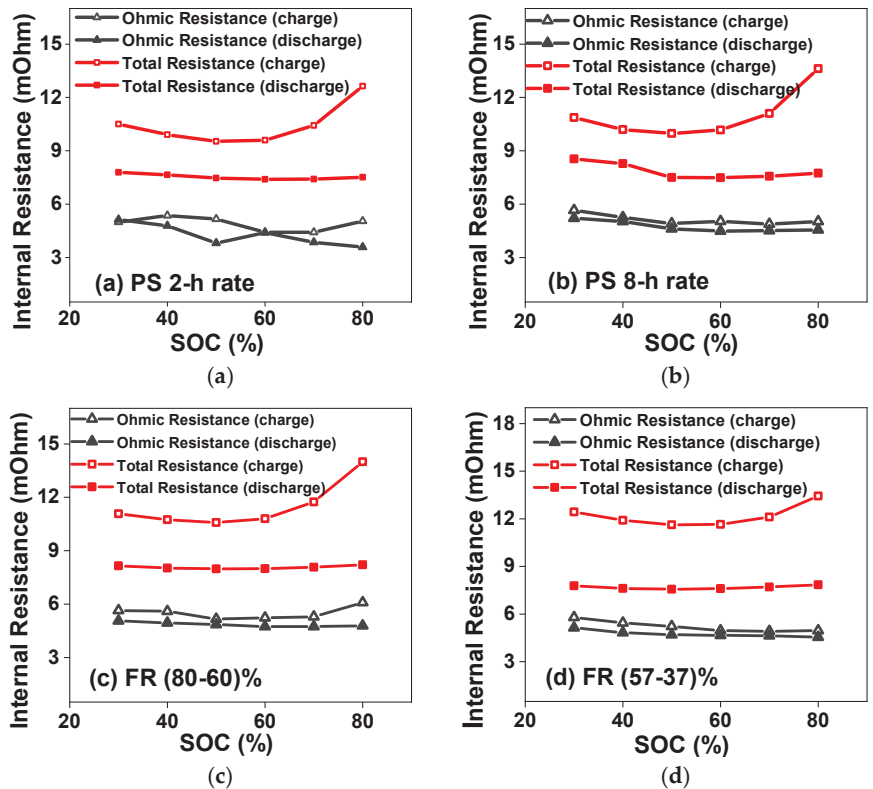 Ohmic Resistance (charge)
Ohmic Resistance (discharge)
Total Resistance (charge)
Total Resistance (discharge)
15
12
9
6
3
Internal Resistance (mOhm)
(a) PS 2-h rate
20 40 60 80
SOC (%)
(a)
Ohmic Resistance (charge)
Ohmic Resistance (discharge)
Total Resistance (charge)
Total Resistance (discharge)
15
12
9
6
3
Internal Resistance (mOhm)
(b) PS 8-h rate
20 40 60 80
SOC (%)
(b)
Ohmic Resistance (charge)
Ohmic Resistance (discharge)
Total Resistance (charge)
Total Resistance (discharge)
15
12
9
6
3
Internal Resistance (mOhm)
(c) FR (80-60)%
20 40 60 80
SOC (%)
(c)
Ohmic Resistance (charge)
Ohmic Resistance (discharge)
Total Resistance (charge)
Total Resistance (discharge)
18
15
12
9
6
3
Internal Resistance (mOhm)
(d) FR (57-37)%
20 40 60 80
SOC (%)
(d)